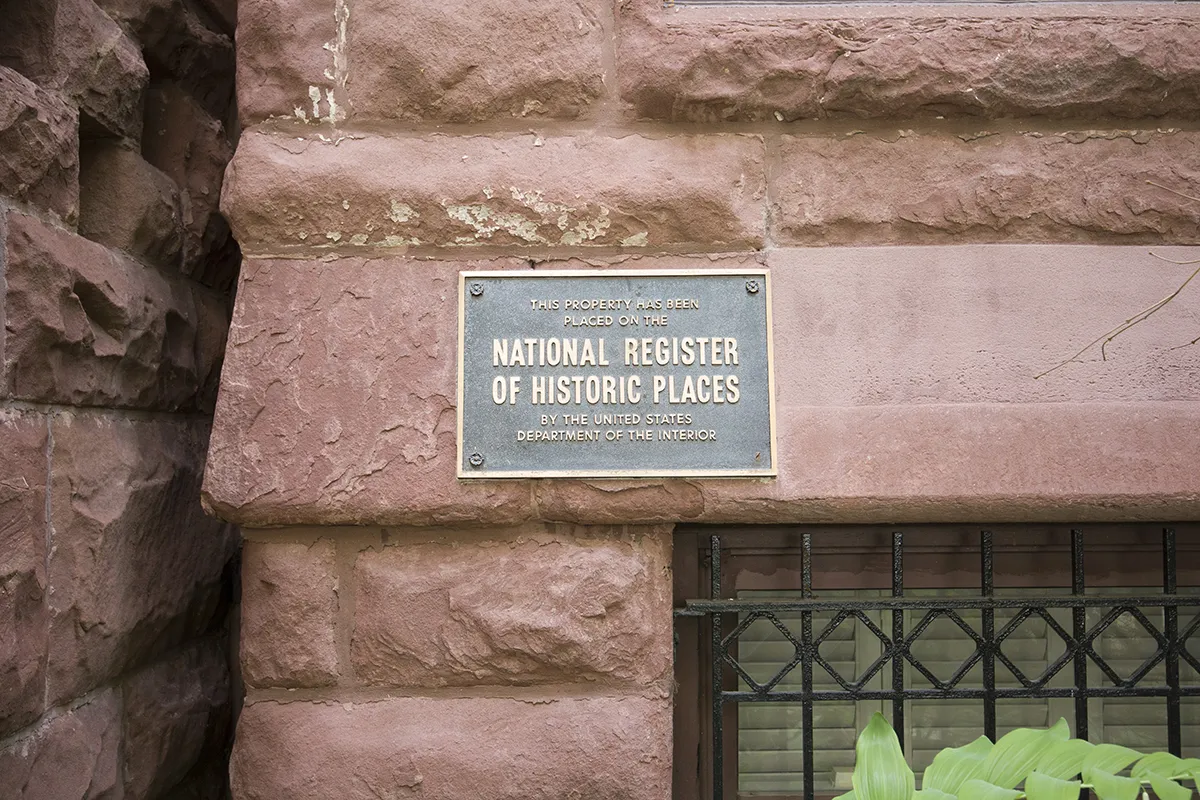 THIS PROPERTY HAS BEEN
PLACED ON THE
NATIONAL REGISTER
OF HISTORIC PLACES
BY THE UNITED STATES
DEPARTMENT OF THE INTERIOR